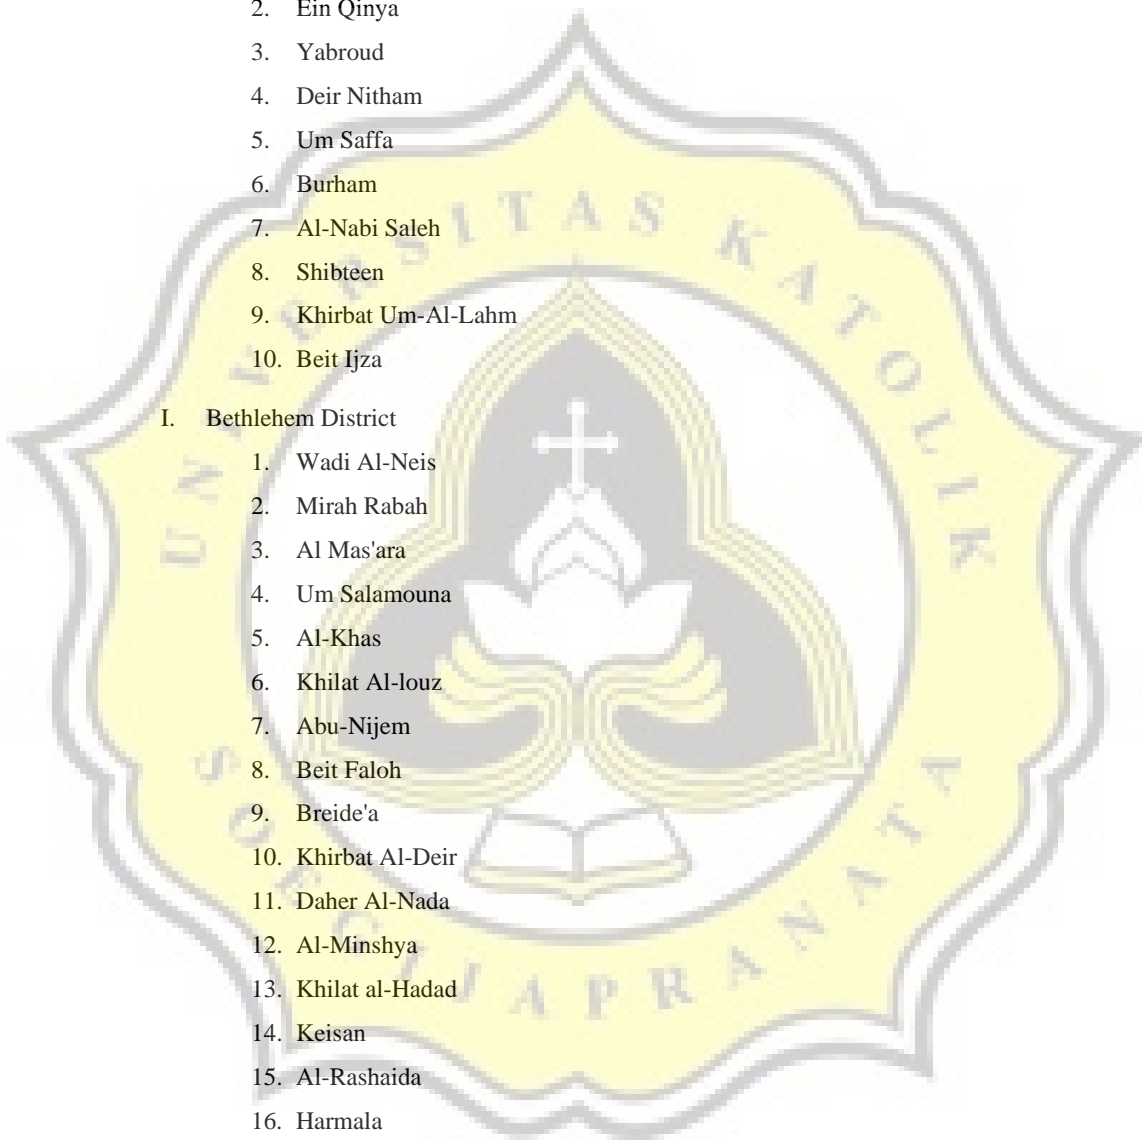 2. Ein Qinya
3. Yabroud
4. Deir Nitham
5. Um Saffa
6. Burham
7. Al-Nabi Saleh
8. Shibteen
9. Khirbat Um-Al-Lahm
10. Beit Ijza
I. Bethlehem District
1. Wadi Al-Neis
2. Mirah Rabah
3. Al Mas'ara
4. Um Salamouna
5. Al-Khas
6. Khilat Al-louz
7. Abu-Nijem
8. Beit Faloh
9. Breide'a
10. Khirbat Al-Deir
11. Daher Al-Nada
12. Al-Minshya
13. Khilat al-Hadad
14. Keisan
15. Al-Rashaida
16. Harmala
UNIVERSITAS KATOLIK
SOEGIJAPRANATA